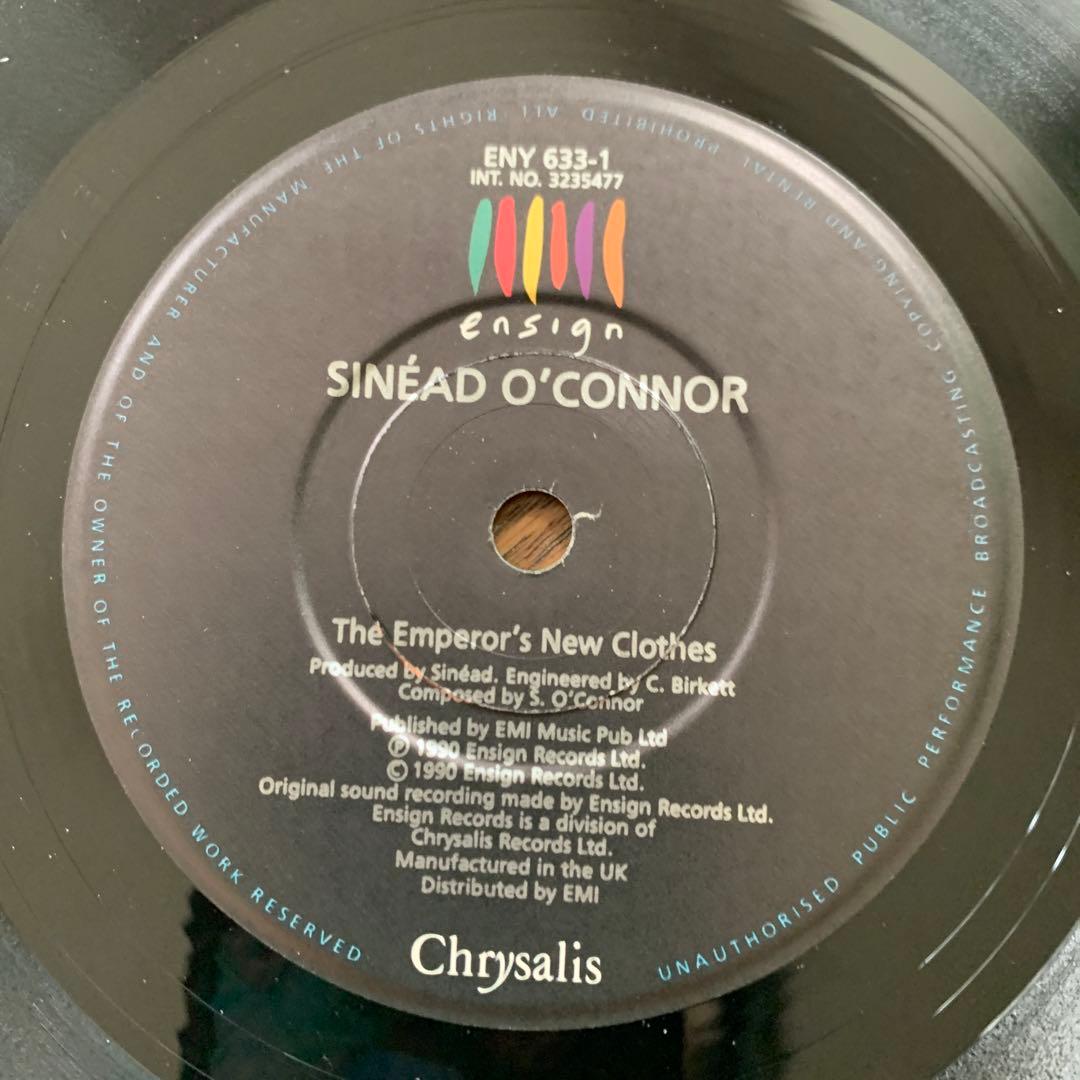 ENY 633-1
INT. NO. 3235477
ensign
SINÉAD O'CONNOR
The Emperor's New Clothes
Produced by Sinéad. Engineered by C. Birkett
Composed by S. O'Connor
Published by EMI Music Pub Ltd
Ⓟ 1990 Ensign Records Ltd.
© 1990 Ensign Records Ltd.
Original sound recording made by Ensign Records Ltd.
Ensign Records is a division of
Chrysalis Records Ltd.
Manufactured in the UK
Distributed by EMI
Chrysalis
UNAUTHORISED PUBLIC PERFORMANCE BROADCASTING COPYING AND RENTAL PROHIBITED ALL RIGHTS OF THE MANUFACTURER AND OF THE OWNER OF THE RECORDED WORK RESERVED